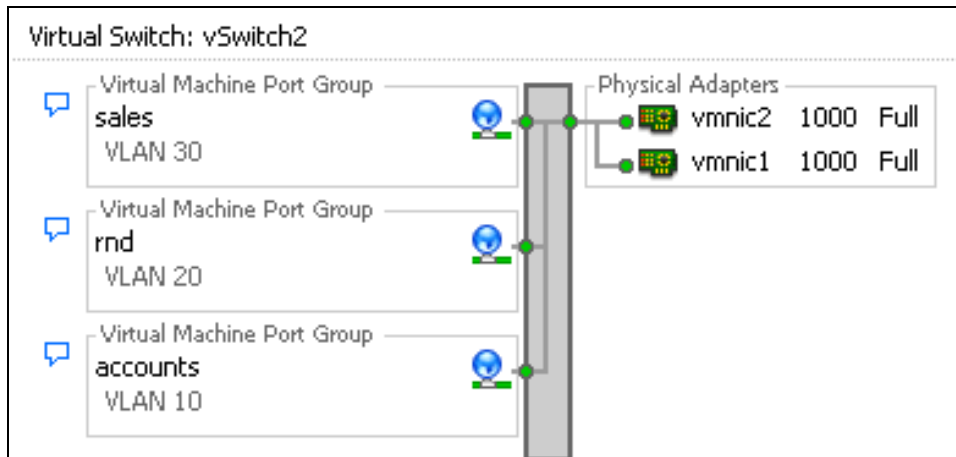 Virtual Switch: vSwitch2
Virtual Machine Port Group
sales
VLAN 30
Physical Adapters
vmnic2 1000 Full
vmnic1 1000 Full
Virtual Machine Port Group
rnd
VLAN 20
Virtual Machine Port Group
accounts
VLAN 10